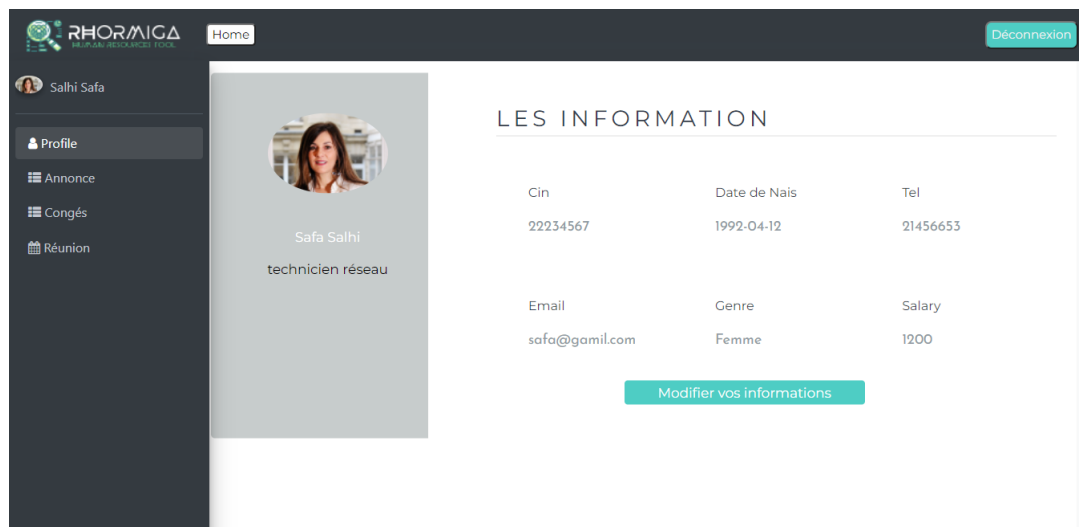 RHORMIGA
HUMAN RESOURCES TOOL
Home
Déconnexion
Salhi Safa
Profile
Annonce
Congés
Réunion
Safa Salhi
technicien réseau
LES INFORMATION
Cin
Date de Nais
Tel
22234567
1992-04-12
21456653
Email
Genre
Salary
safa@gamil.com
Femme
1200
Modifier vos informations